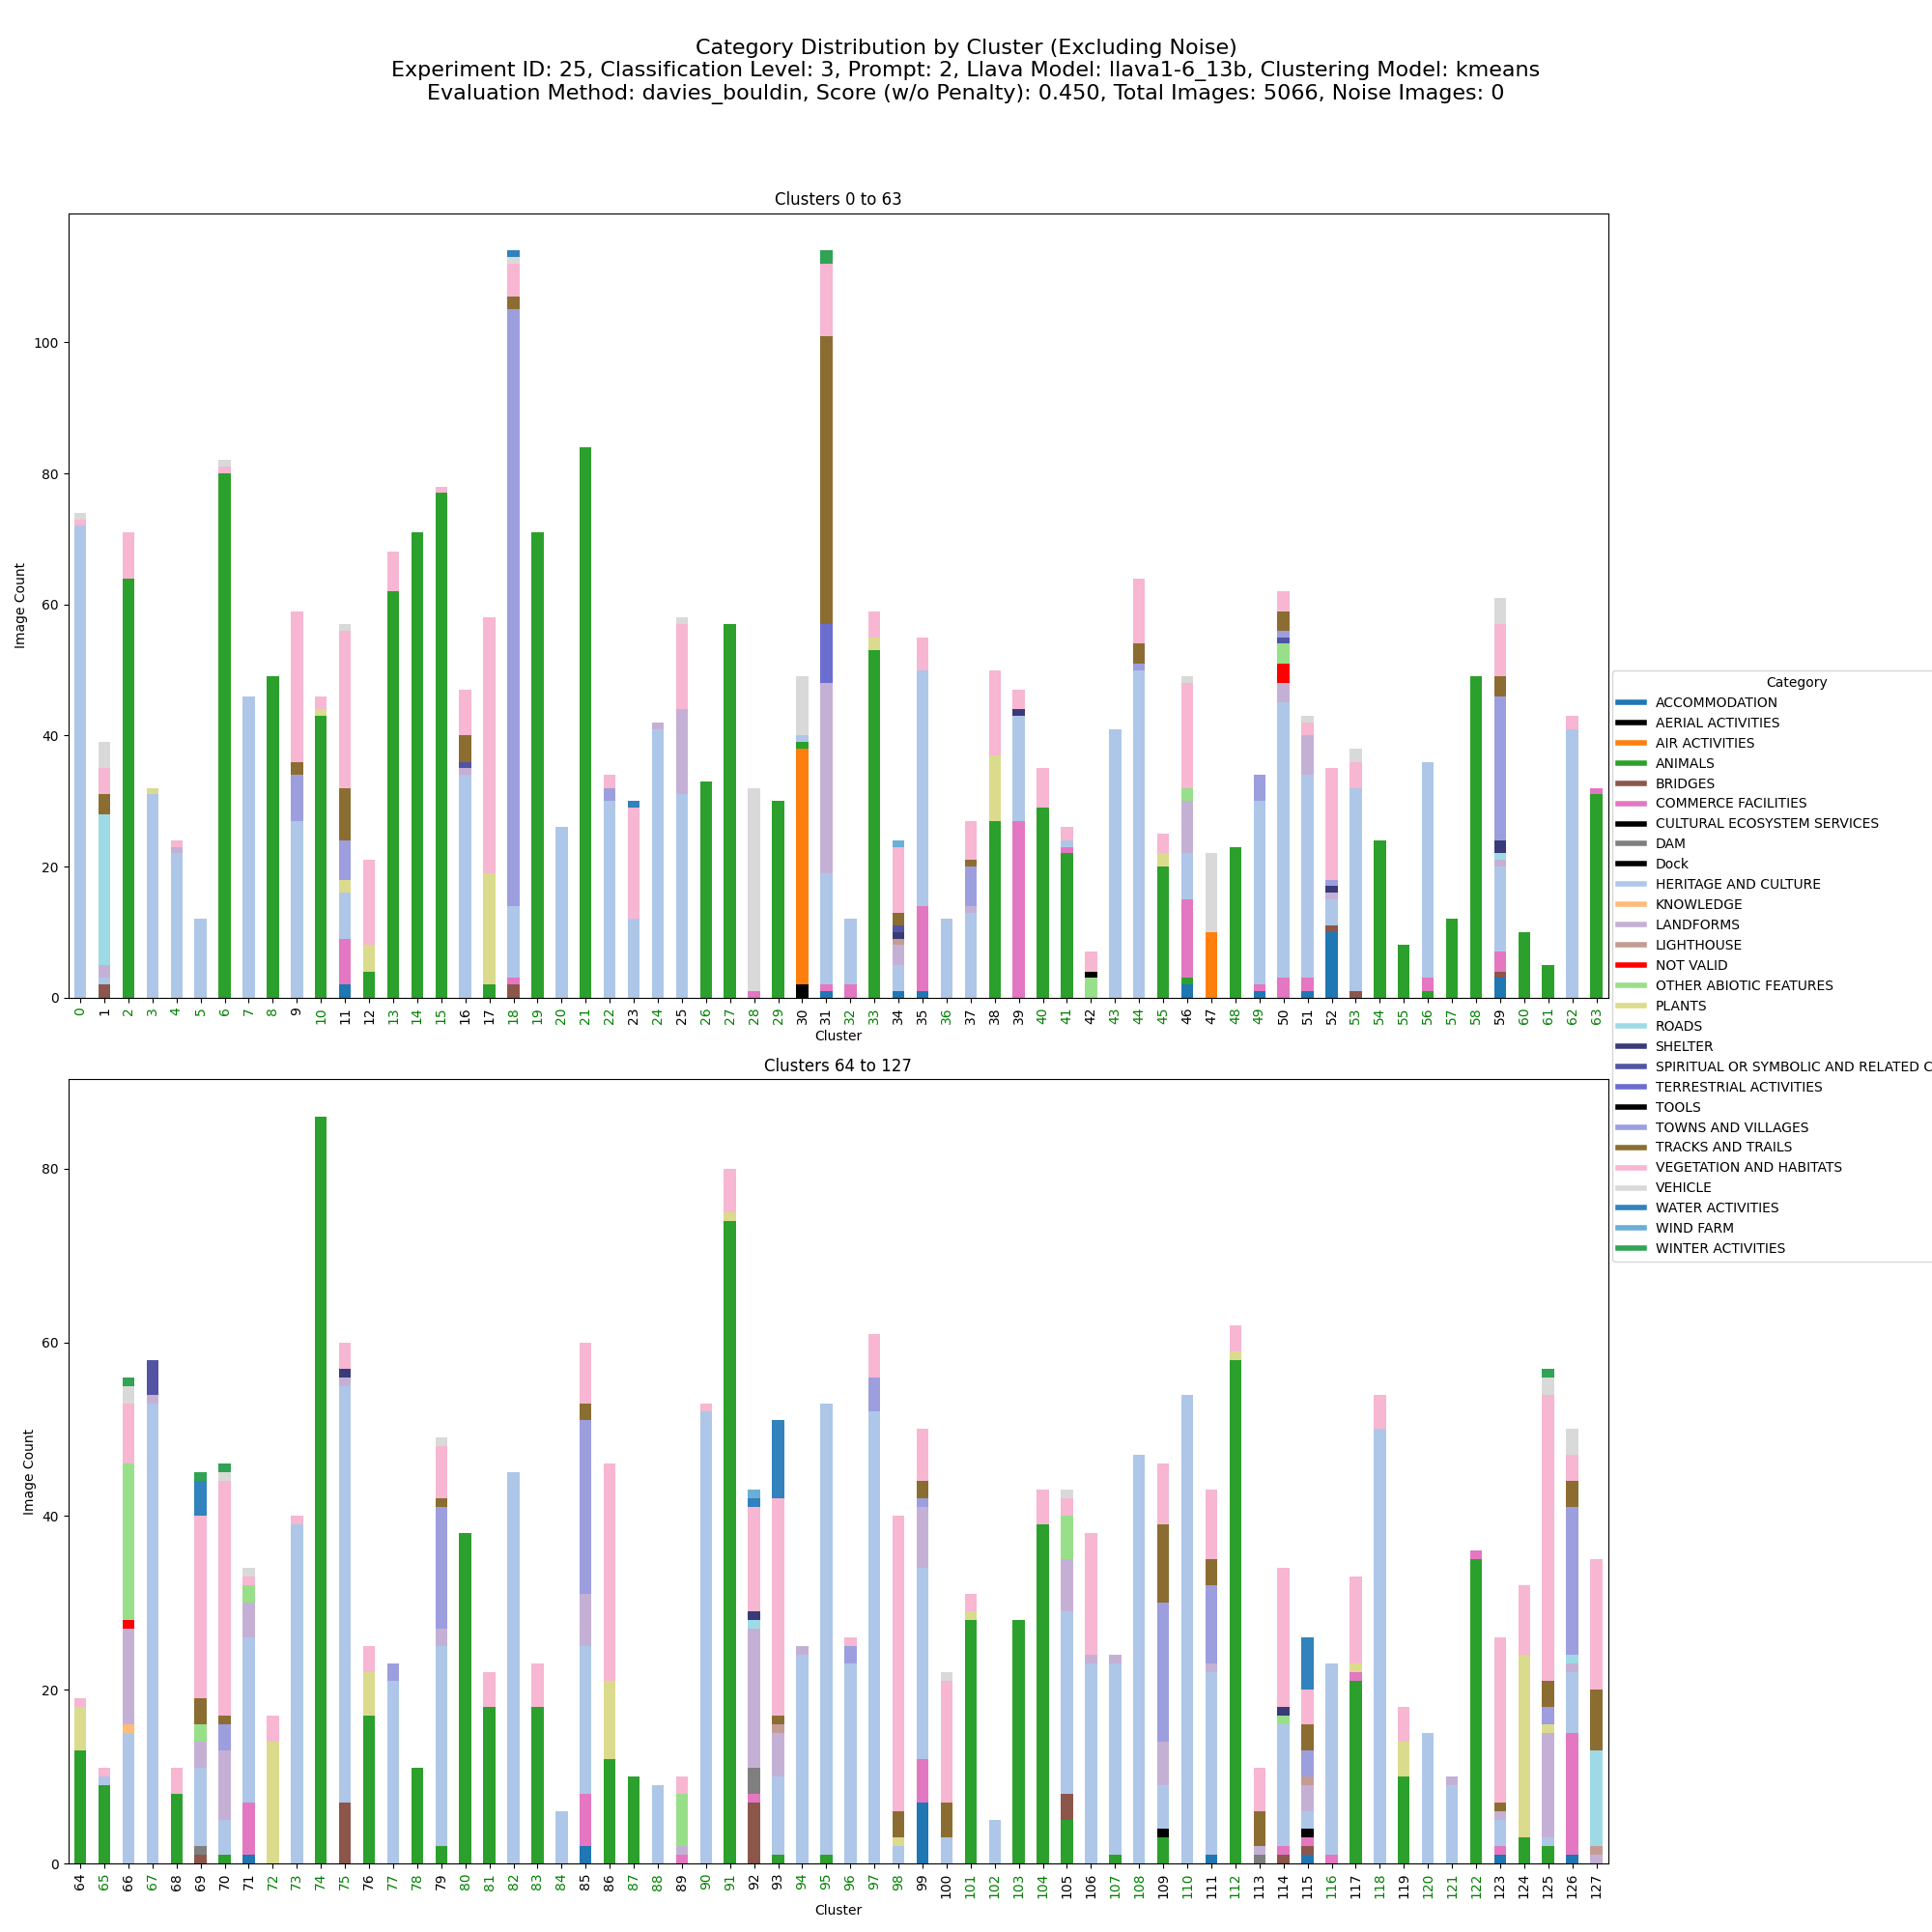 Category Distribution by Cluster (Excluding Noise)
Experiment ID: 25, Classification Level: 3, Prompt: 2, Llava Model: llava1-6_13b, Clustering Model: kmeans
Evaluation Method: davies_bouldin, Score (w/o Penalty): 0.450, Total Images: 5066, Noise Images: 0
Clusters 0 to 63
Image Count
100
80
60
40
20
0
0 1 2 3 4 5 6 7 8 9 10 11 12 13 14 15 16 17 18 19 20 21 22 23 24 25 26 27 28 29 30 31 32 33 34 35 36 37 38 39 40 41 42 43 44 45 46 47 48 49 50 51 52 53 54 55 56 57 58 59 60 61 62 63
Cluster
Category
ACCOMMODATION
AERIAL ACTIVITIES
AIR ACTIVITIES
ANIMALS
BRIDGES
COMMERCE FACILITIES
CULTURAL ECOSYSTEM SERVICES
DAM
Dock
HERITAGE AND CULTURE
KNOWLEDGE
LANDFORMS
LIGHTHOUSE
NOT VALID
OTHER ABIOTIC FEATURES
PLANTS
ROADS
SHELTER
SPIRITUAL OR SYMBOLIC AND RELATED C
TERRESTRIAL ACTIVITIES
TOOLS
TOWNS AND VILLAGES
TRACKS AND TRAILS
VEGETATION AND HABITATS
VEHICLE
WATER ACTIVITIES
WIND FARM
WINTER ACTIVITIES
Clusters 64 to 127
Image Count
80
60
40
20
0
64 65 66 67 68 69 70 71 72 73 74 75 76 77 78 79 80 81 82 83 84 85 86 87 88 89 90 91 92 93 94 95 96 97 98 99 100 101 102 103 104 105 106 107 108 109 110 111 112 113 114 115 116 117 118 119 120 121 122 123 124 125 126 127
Cluster